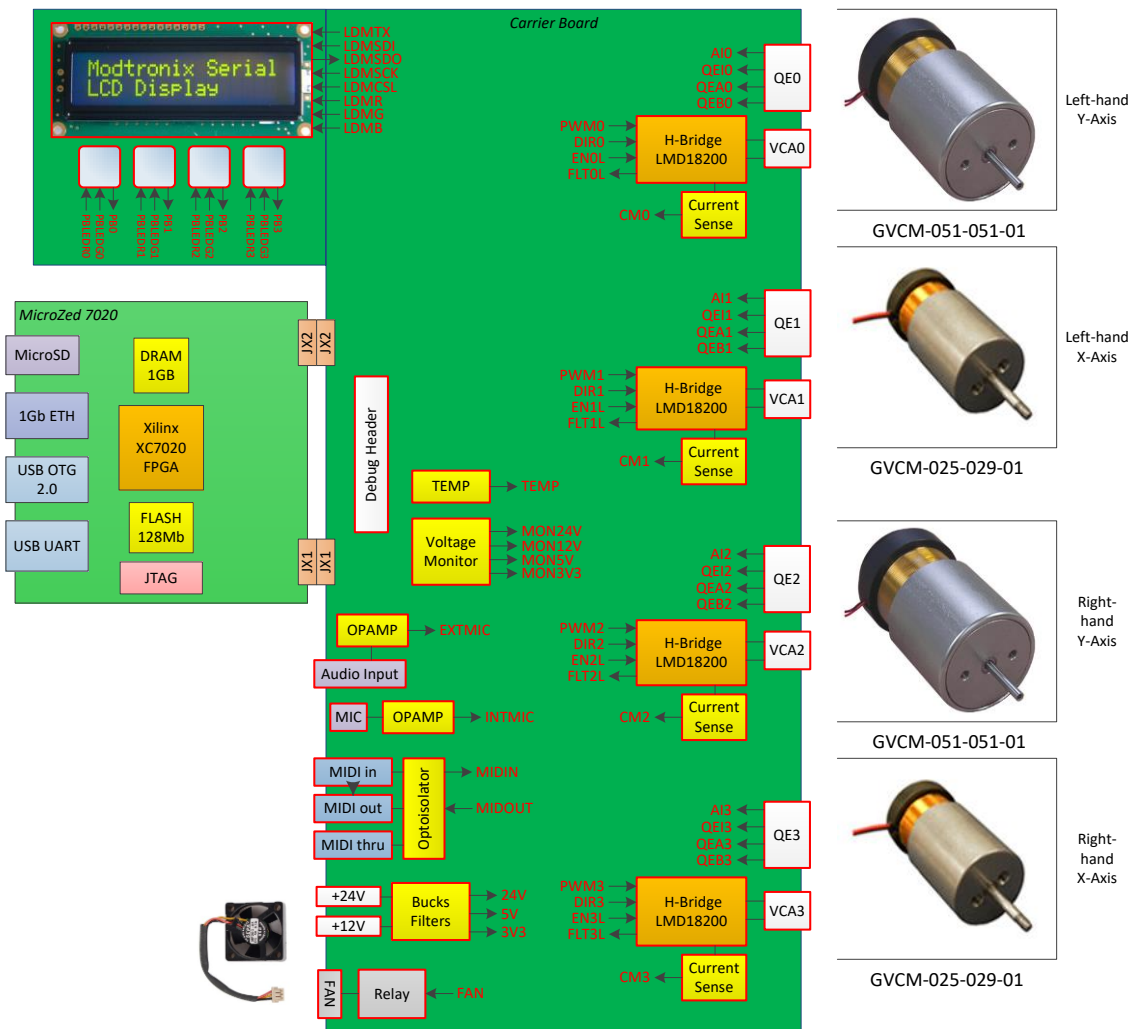 Carrier Board
Modtronix Serial
LCD Display
LDMTX
LDMSDI
LDMSDO
LDMSCK
LDMCSL
LDMR
LDMG
LDMB
PBLEDR0
PBLEDG0
PB0
PBLEDR1
PBLEDG1
PB1
PBLEDR2
PBLEDG2
PB2
PBLEDR3
PBLEDG3
PB3
AI0
QEI0
QEA0
QEB0
QE0
PWM0
DIR0
EN0L
FLT0L
H-Bridge
LMD18200
VCA0
CM0
Current
Sense
Left-hand
Y-Axis
GVCM-051-051-01
MicroZed 7020
MicroSD
1Gb ETH
USB OTG
2.0
USB UART
DRAM
1GB
Xilinx
XC7020
FPGA
FLASH
128Mb
JTAG
JX2
JX2
JX1
JX1
Debug Header
AI1
QEI1
QEA1
QEB1
QE1
PWM1
DIR1
EN1L
FLT1L
H-Bridge
LMD18200
VCA1
CM1
Current
Sense
Left-hand
X-Axis
GVCM-025-029-01
TEMP
TEMP
Voltage
Monitor
MON24V
MON12V
MON5V
MON3V3
AI2
QEI2
QEA2
QEB2
QE2
PWM2
DIR2
EN2L
FLT2L
H-Bridge
LMD18200
VCA2
CM2
Current
Sense
Right-
hand
Y-Axis
GVCM-051-051-01
OPAMP
EXTMIC
Audio Input
MIC
OPAMP
INTMIC
MIDI in
MIDI out
MIDI thru
Optoisolator
MIDIN
MIDOUT
AI3
QEI3
QEA3
QEB3
QE3
PWM3
DIR3
EN3L
FLT3L
H-Bridge
LMD18200
VCA3
CM3
Current
Sense
Right-
hand
X-Axis
GVCM-025-029-01
+24V
+12V
Bucks
Filters
24V
5V
3V3
FAN
Relay
FAN